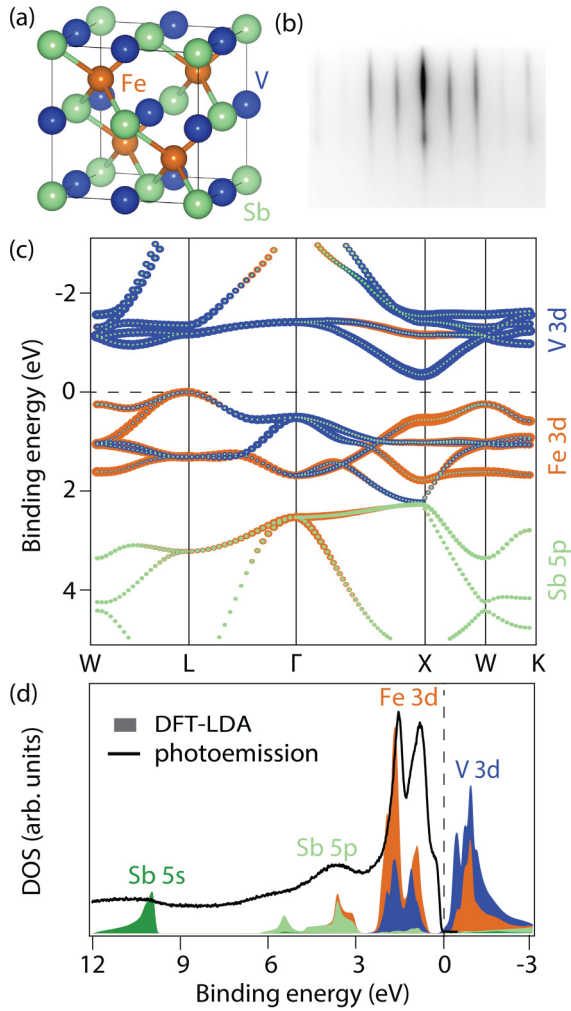 (a)
(b)
Fe
V
Sb
(c)
Binding energy (eV)
-2
0
2
4
V 3d
Fe 3d
Sb 5p
W L Γ X W K
(d)
Fe 3d
DFT-LDA
photoemission
V 3d
DOS (arb. units)
Sb 5p
Sb 5s
12 9 6 3 0 -3
Binding energy (eV)